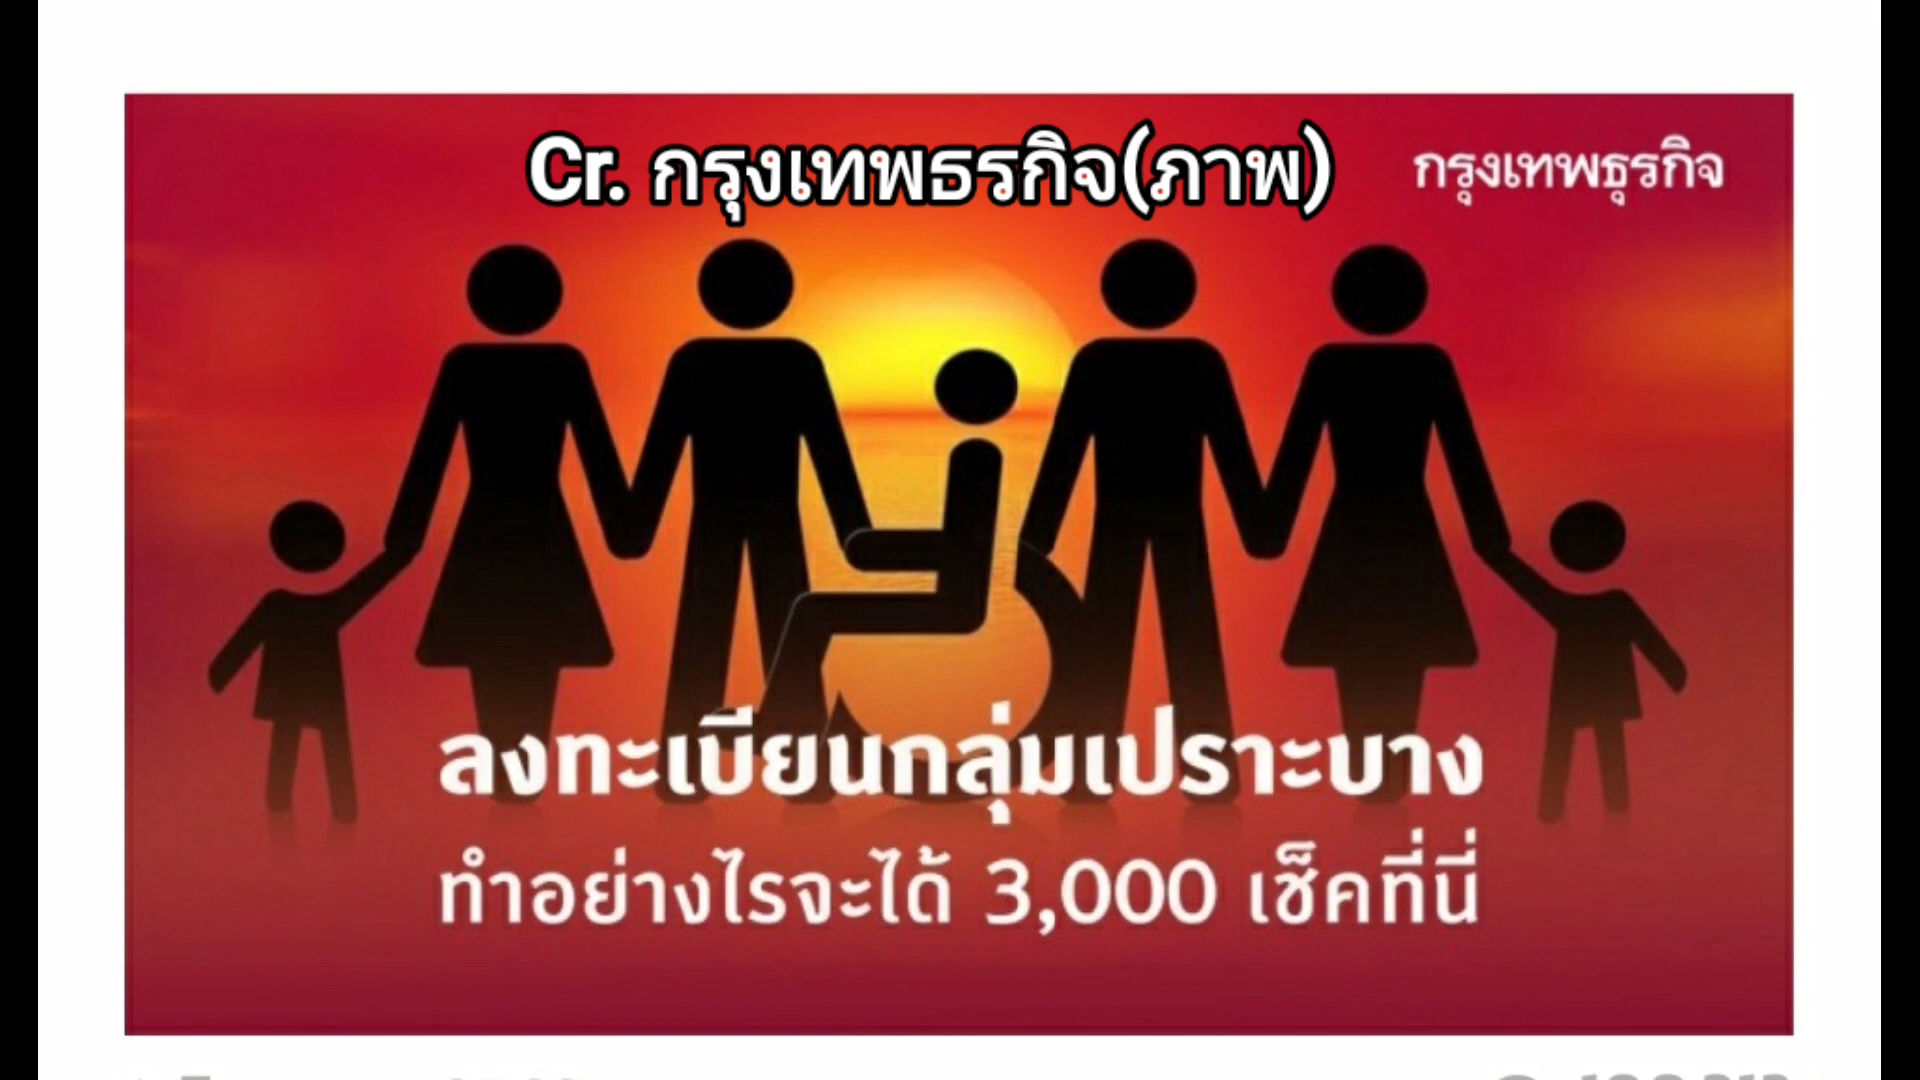 Cr. กรุงเทพธรกิจ(ภาพ)
กรุงเทพธุรกิจ
ลงทะเบียนกลุ่มเปราะบาง
ทำอย่างไรจะได้ 3,000 เช็คที่นี่